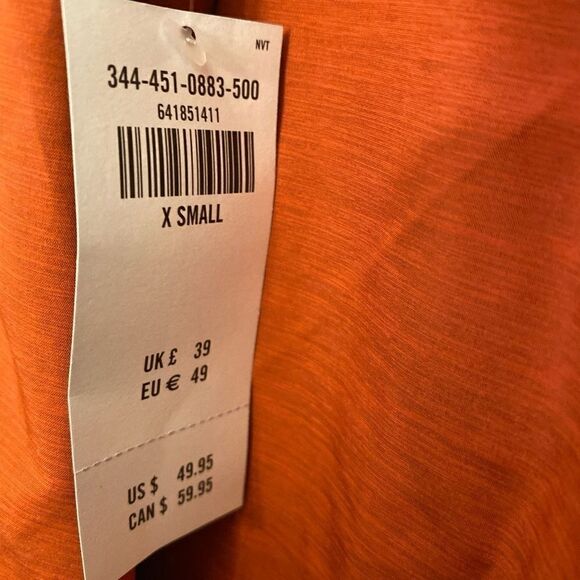 NVT
344-451-0883-500
641851411
X SMALL
UK £ 39
EU € 49
US $ 49.95
CAN $ 59.95